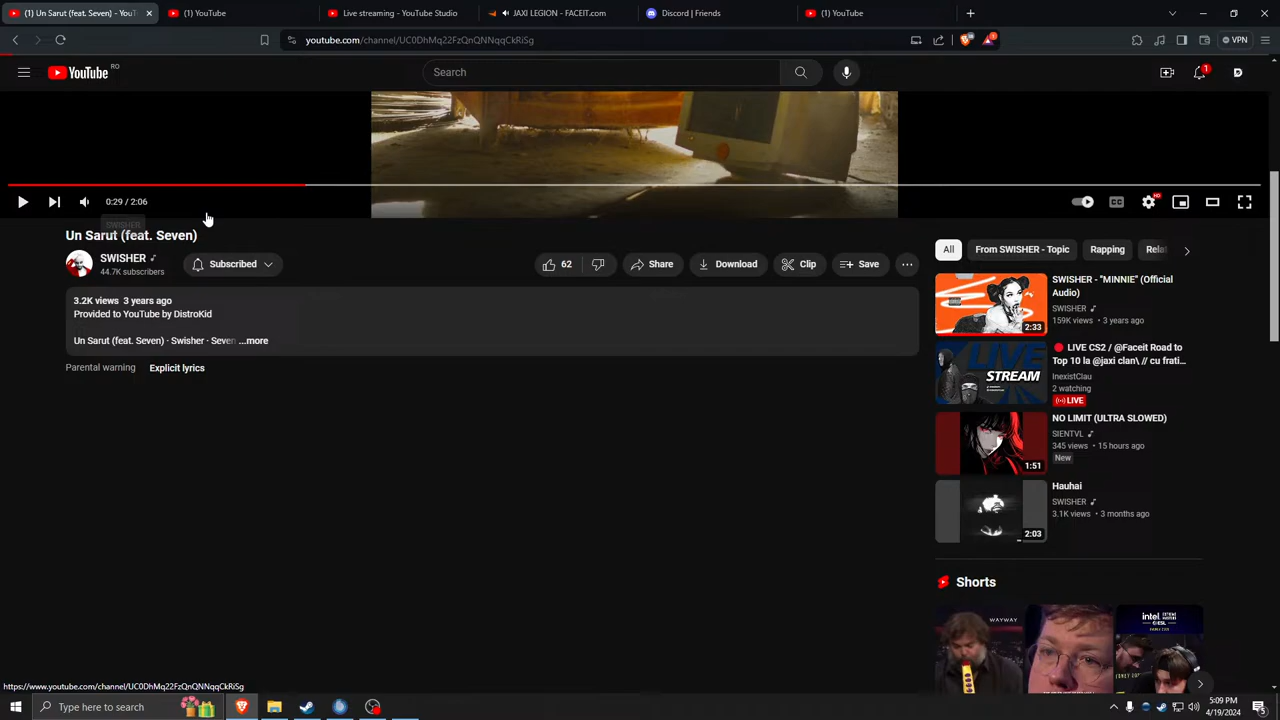 (1) Un Sarut (feat. Seven) - YouT
(1) YouTube
Live streaming - YouTube Studio
JAXI LEGION - FACEIT.com
Discord | Friends
(1) YouTube
youtube.com/channel/UC0DhMq22FzQnQNNqqCkRiSg
VPN
YouTube RO
Search
1
D
0:29 / 2:06
CC
HD
SWISHER
Un Sarut (feat. Seven)
SWISHER
44.7K subscribers
Subscribed
62
Share
Download
Clip
Save
3.2K views 3 years ago
Provided to YouTube by DistroKid
Un Sarut (feat. Seven) · Swisher · Seven ...more
Parental warning
Explicit lyrics
All
From SWISHER - Topic
Rapping
Rela
SWISHER - "MINNIE" (Official
Audio)
SWISHER
159K views • 3 years ago
2:33
LIVE CS2 / @Faceit Road to
Top 10 la @jaxi clan\ // cu frati...
InexistClau
2 watching
LIVE
LIVE
STREAM
NO LIMIT (ULTRA SLOWED)
SIENTVL
345 views • 15 hours ago
New
1:51
Hauhai
SWISHER
3.1K views • 3 months ago
2:03
Shorts
WAYWAY
intel
https://www.youtube.com/channel/UC0DhMq22FzQnQNNqqCkRiSg
Type here to search
5:09 PM
4/19/2024